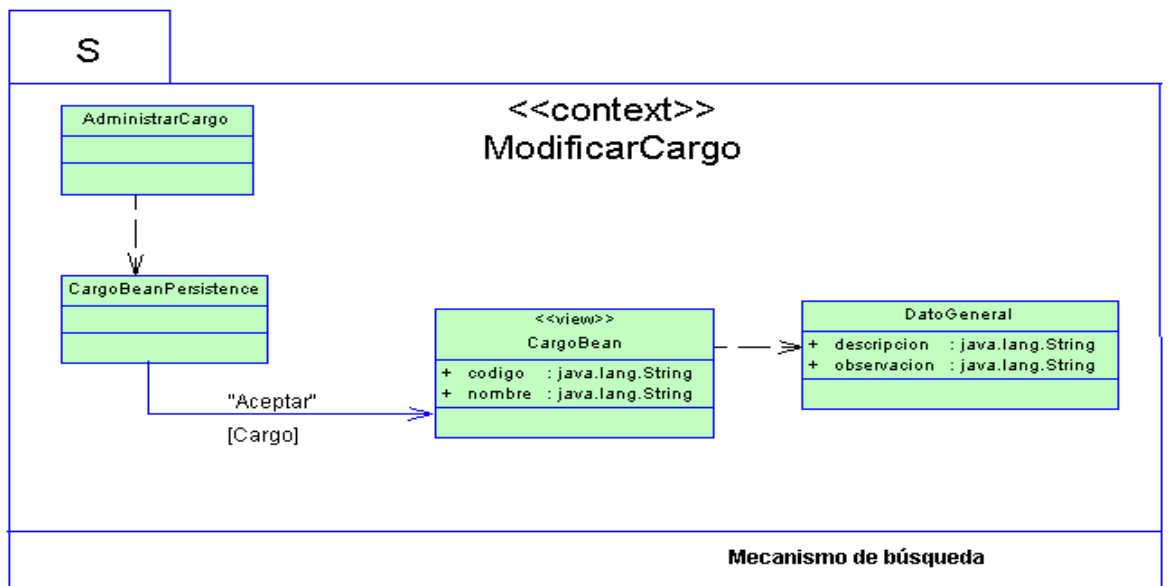 S
<<context>>
ModificarCargo
AdministrarCargo
CargoBeanPersistence
"Aceptar"
[Cargo]
<<view>>
CargoBean
+ codigo : java.lang.String
+ nombre : java.lang.String
DatoGeneral
+ descripcion : java.lang.String
+ observacion : java.lang.String
Mecanismo de búsqueda